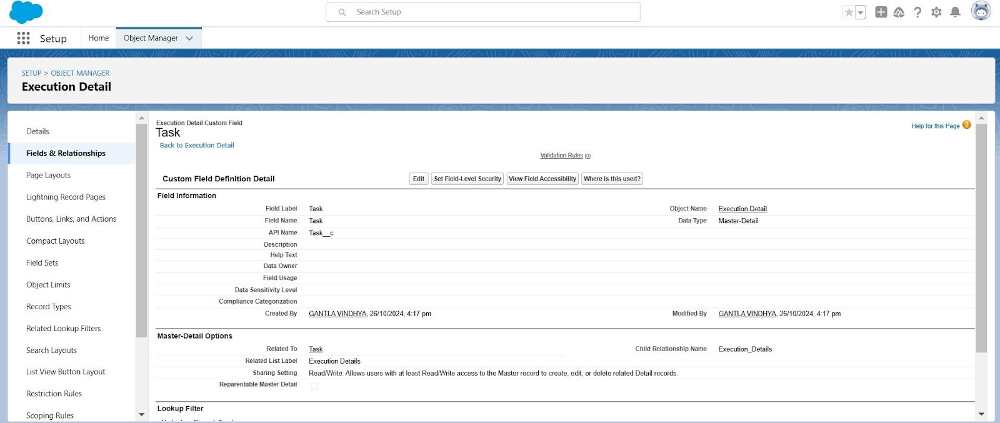 Search Setup
Setup Home Object Manager
SETUP > OBJECT MANAGER
Execution Detail
Details
Fields & Relationships
Page Layouts
Lightning Record Pages
Buttons, Links, and Actions
Compact Layouts
Field Sets
Object Limits
Record Types
Related Lookup Filters
Search Layouts
List View Button Layout
Restriction Rules
Scoping Rules
Execution Detail Custom Field
Task
Help for this Page ?
Back to Execution Detail
Validation Rules [0]
Custom Field Definition Detail Edit Set Field-Level Security View Field Accessibility Where is this used?
Field Information
Field Label Task Object Name Execution Detail
Field Name Task Data Type Master-Detail
API Name Task__c
Description
Help Text
Data Owner
Field Usage
Data Sensitivity Level
Compliance Categorization
Created By GANTLA VINDHYA, 26/10/2024, 4:17 pm Modified By GANTLA VINDHYA, 26/10/2024, 4:17 pm
Master-Detail Options
Related To Task Child Relationship Name Execution_Details
Related List Label Execution Details
Sharing Setting Read/Write: Allows users with at least Read/Write access to the Master record to create, edit, or delete related Detail records.
Reparentable Master Detail
Lookup Filter